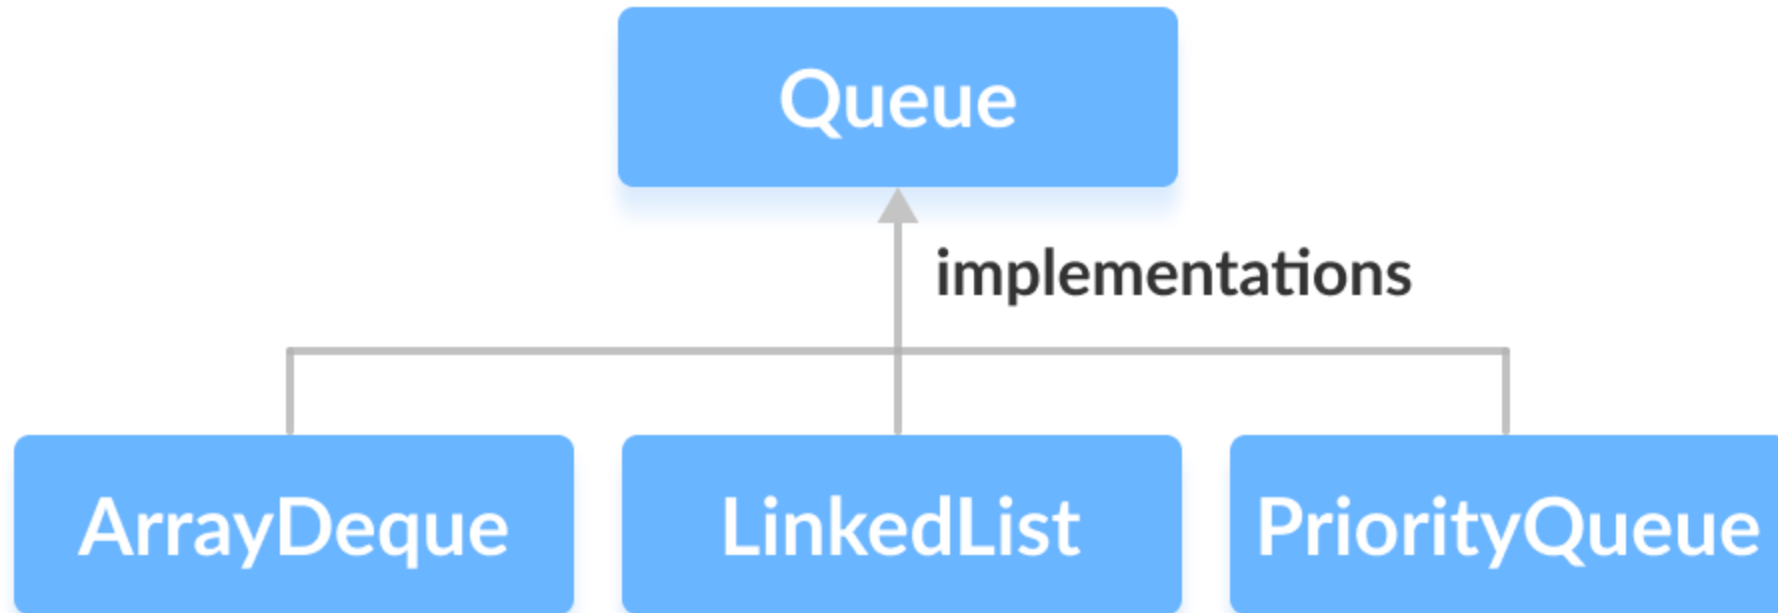 Queue
implementations
ArrayDeque
LinkedList
PriorityQueue